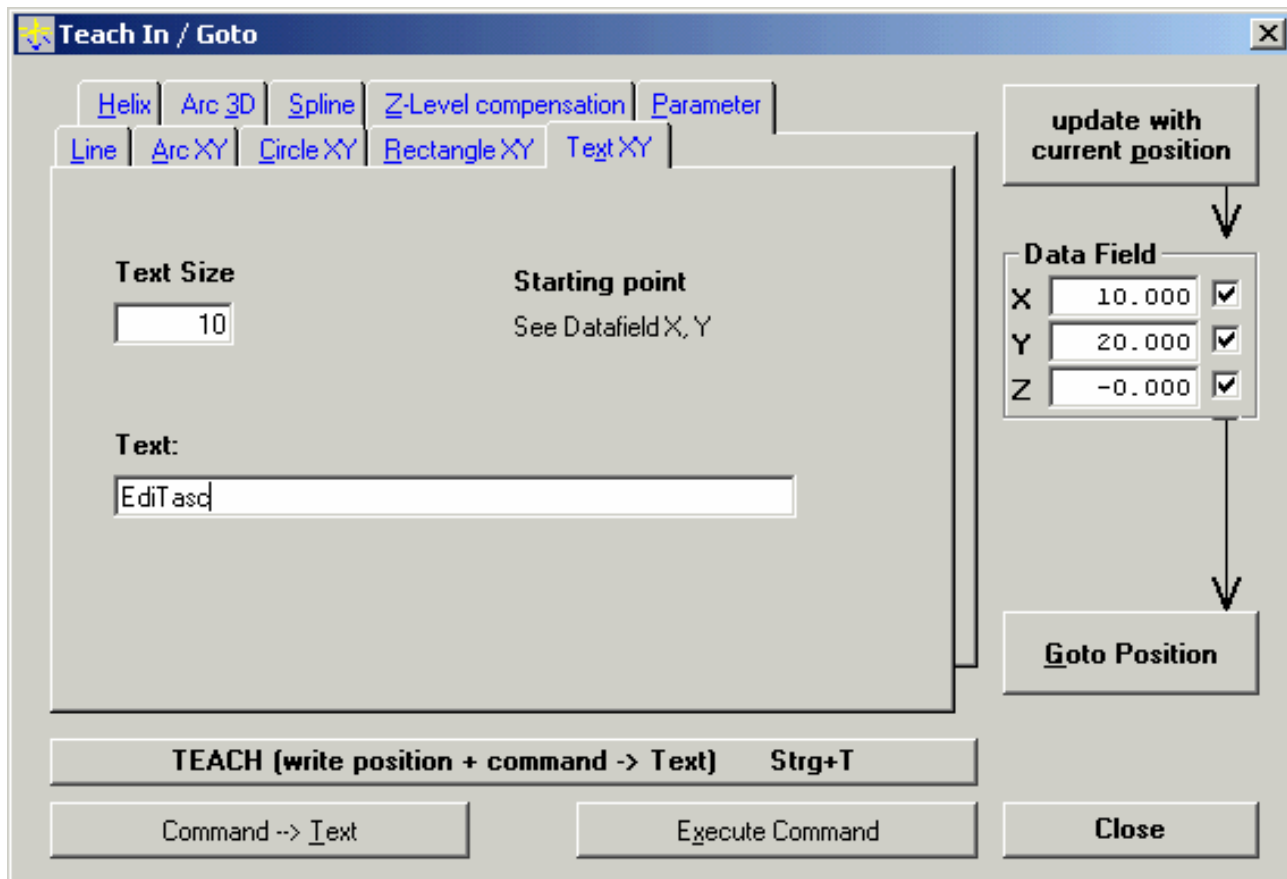 Teach In / Goto
Helix Arc 3D Spline Z-Level compensation Parameter
Line Arc XY Circle XY Rectangle XY Text XY
update with
current position
Text Size
10
Starting point
See Datafield X, Y
Data Field
X 10.000
Y 20.000
Z -0.000
Text:
EdiTasc
Goto Position
TEACH (write position + command -> Text) Strg+T
Command --> Text
Execute Command
Close